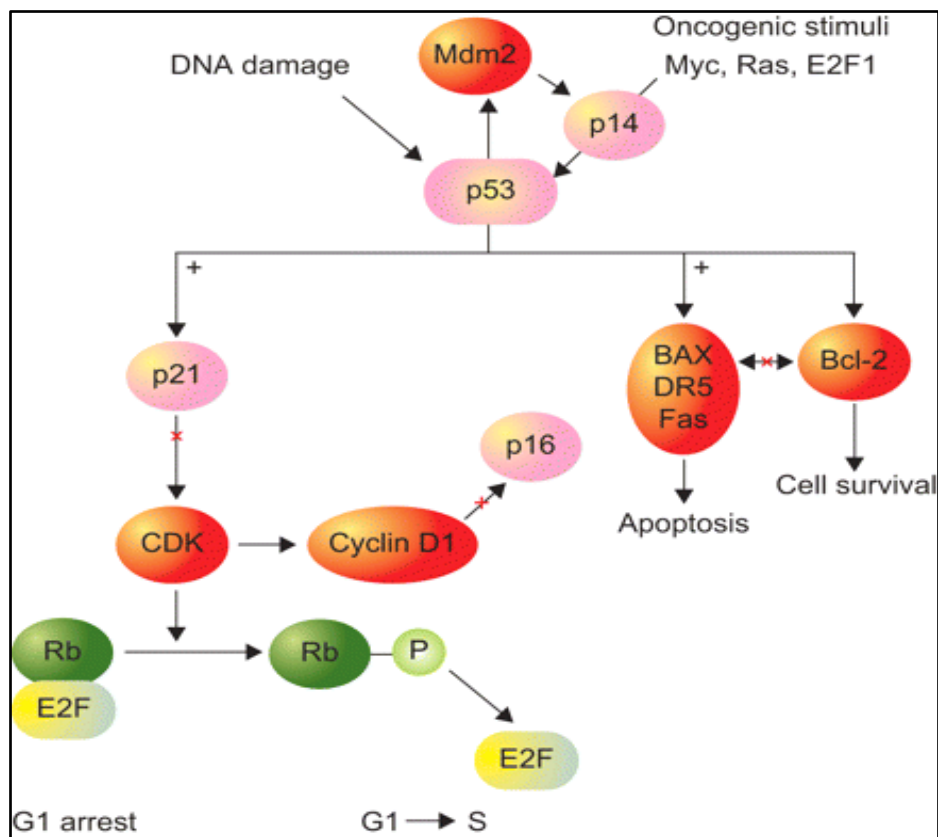 Oncogenic stimuli
Myc, Ras, E2F1
DNA damage
Mdm2
p14
p53
+
+
p21
BAX
DR5
Fas
Bcl-2
p16
Cell survival
Apoptosis
CDK
Cyclin D1
Rb
E2F
Rb
P
E2F
G1 arrest
G1 → S